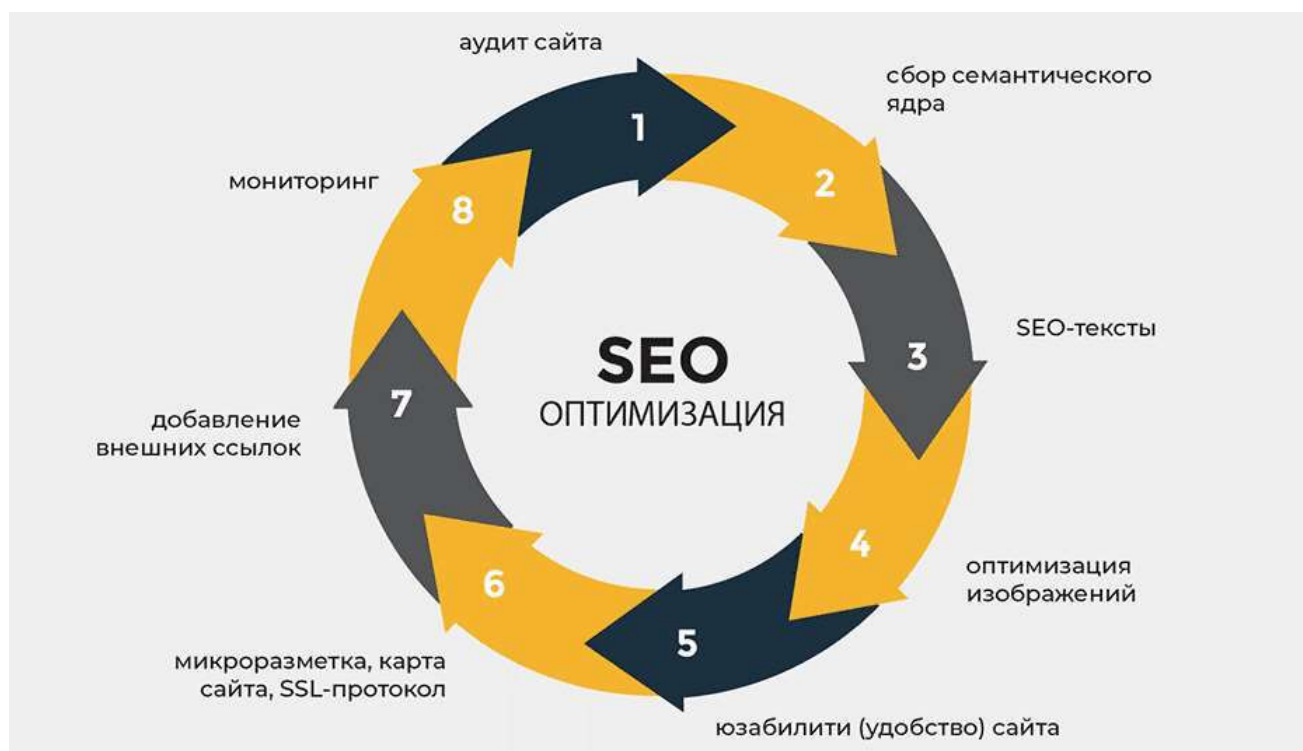 аудит сайта
1
сбор семантического
ядра
2
SEO-тексты
3
оптимизация
изображений
4
юзабилити (удобство) сайта
5
микроразметка, карта
сайта, SSL-протокол
6
добавление
внешних ссылок
7
мониторинг
8
SEO
ОПТИМИЗАЦИЯ